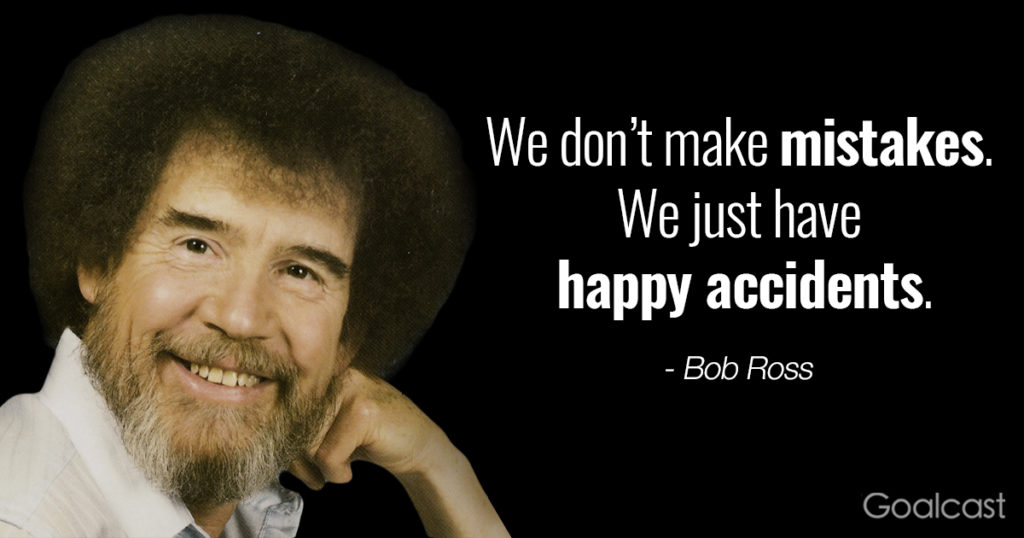 We don’t make mistakes.
We just have
happy accidents.
- Bob Ross
Goalcast